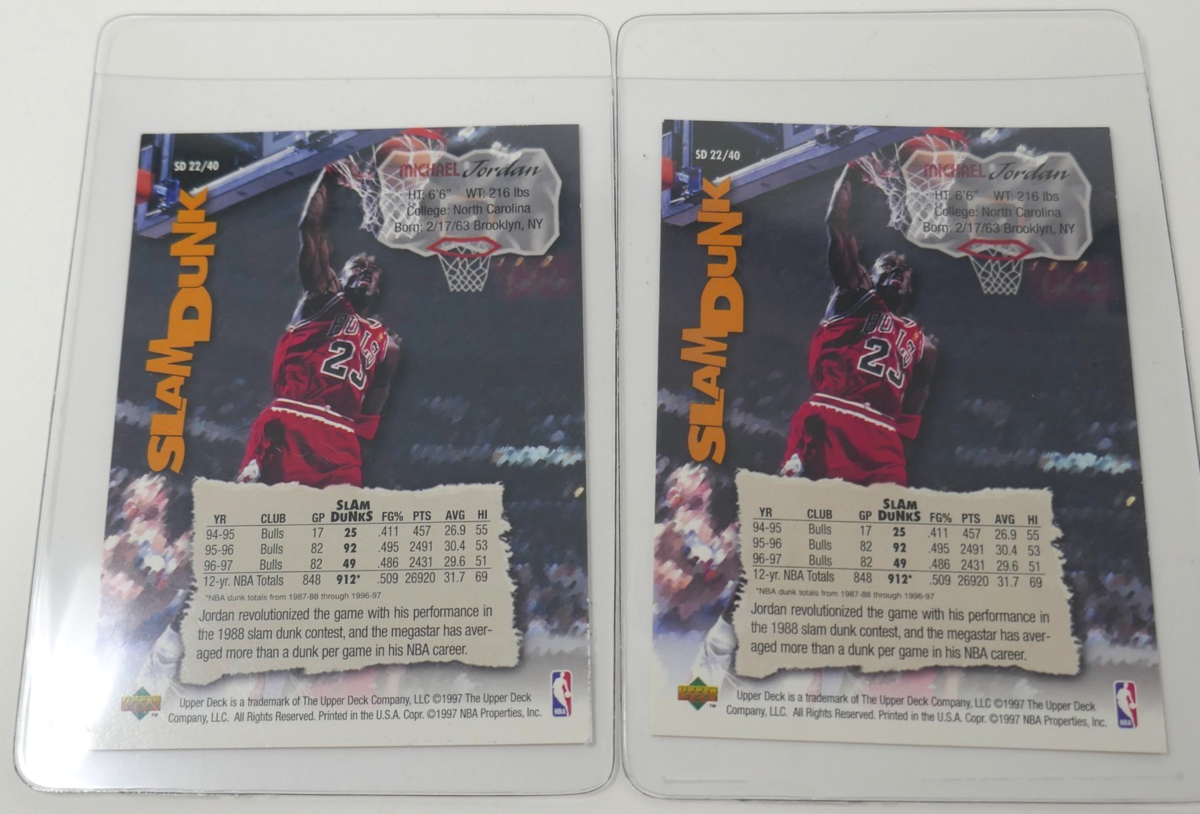 SD 22/40
MICHAEL Jordan
HT: 6'6" WT: 216 lbs
College: North Carolina
Born: 2/17/63 Brooklyn, NY
SLAM DUNK
BULLS
23
YR CLUB GP SLAM DUNKS FG% PTS AVG HI
94-95 Bulls 17 25 .411 457 26.9 55
95-96 Bulls 82 92 .495 2491 30.4 53
96-97 Bulls 82 49 .486 2431 29.6 51
12-yr. NBA Totals 848 912* .509 26920 31.7 69
*NBA dunk totals from 1987-88 through 1996-97
Jordan revolutionized the game with his performance in
the 1988 slam dunk contest, and the megastar has aver-
aged more than a dunk per game in his NBA career.
UPPER DECK ™
Upper Deck is a trademark of The Upper Deck Company, LLC ©1997 The Upper Deck
Company, LLC. All Rights Reserved. Printed in the U.S.A. Copr. ©1997 NBA Properties, Inc.
NBA
SD 22/40
MICHAEL Jordan
HT: 6'6" WT: 216 lbs
College: North Carolina
Born: 2/17/63 Brooklyn, NY
SLAM DUNK
BULLS
23
YR CLUB GP SLAM DUNKS FG% PTS AVG HI
94-95 Bulls 17 25 .411 457 26.9 55
95-96 Bulls 82 92 .495 2491 30.4 53
96-97 Bulls 82 49 .486 2431 29.6 51
12-yr. NBA Totals 848 912* .509 26920 31.7 69
*NBA dunk totals from 1987-88 through 1996-97
Jordan revolutionized the game with his performance in
the 1988 slam dunk contest, and the megastar has aver-
aged more than a dunk per game in his NBA career.
UPPER DECK ™
Upper Deck is a trademark of The Upper Deck Company, LLC ©1997 The Upper Deck
Company, LLC. All Rights Reserved. Printed in the U.S.A. Copr. ©1997 NBA Properties, Inc.
NBA